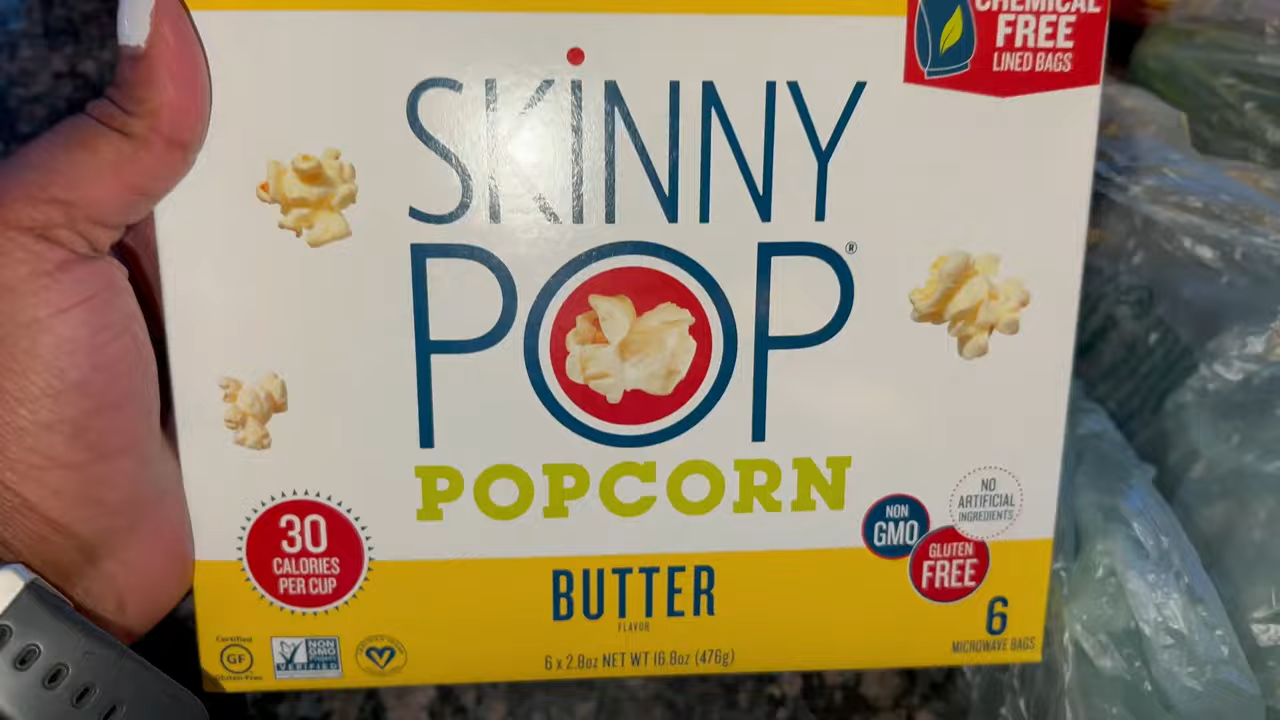 CHEMICAL
FREE
LINED BAGS
SKINNY
POP®
POPCORN
30
CALORIES
PER CUP
NON
GMO
NO
ARTIFICIAL
INGREDIENTS
GLUTEN
FREE
BUTTER
FLAVOR
6
MICROWAVE BAGS
Certified
GF
Gluten-Free
NON
GMO
VERIFIED
6 x 2.8oz NET WT 16.8oz (476g)